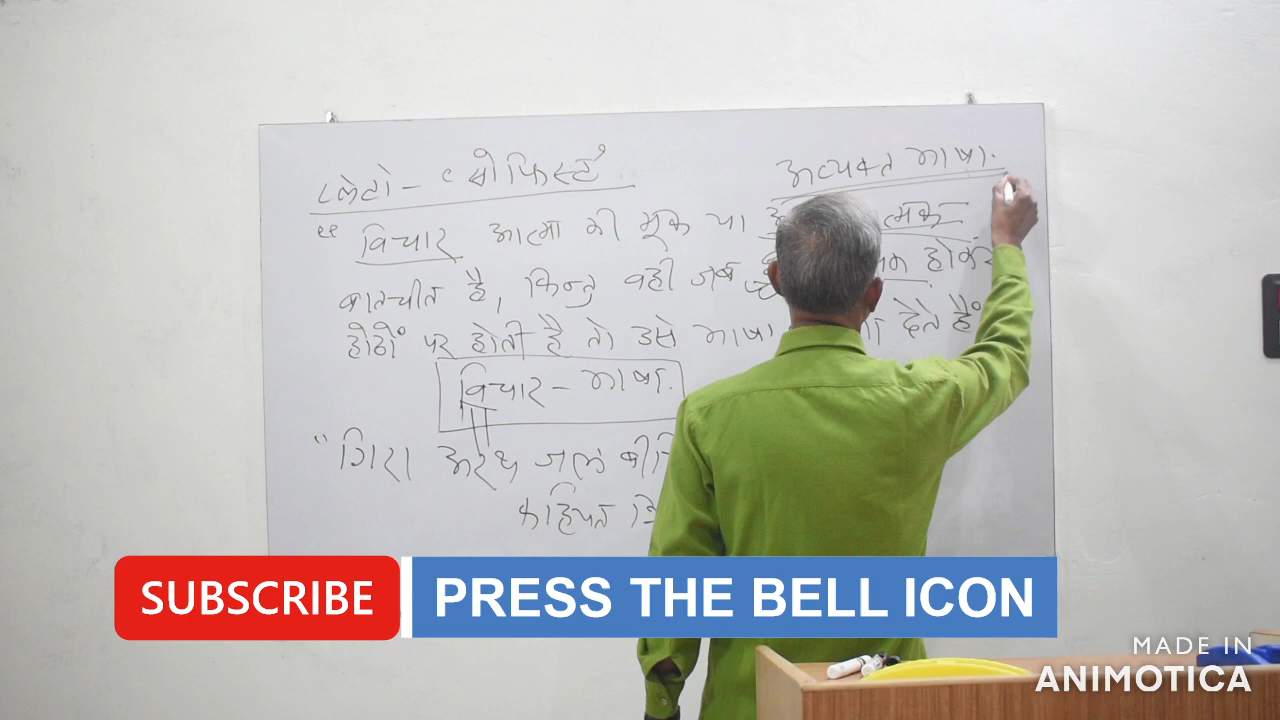 प्लेटो - "सोफिस्ट"
अव्यक्त भाषा.
"विचार आत्मा की मूक या
बातचीत है, किन्तु वही जब होकर
होठों पर होती है तो उसे भाषा देते हैं
विचार - भाषा.
"गिरा अरथ जल
कहियत
SUBSCRIBE PRESS THE BELL ICON
MADE IN
ANIMOTICA